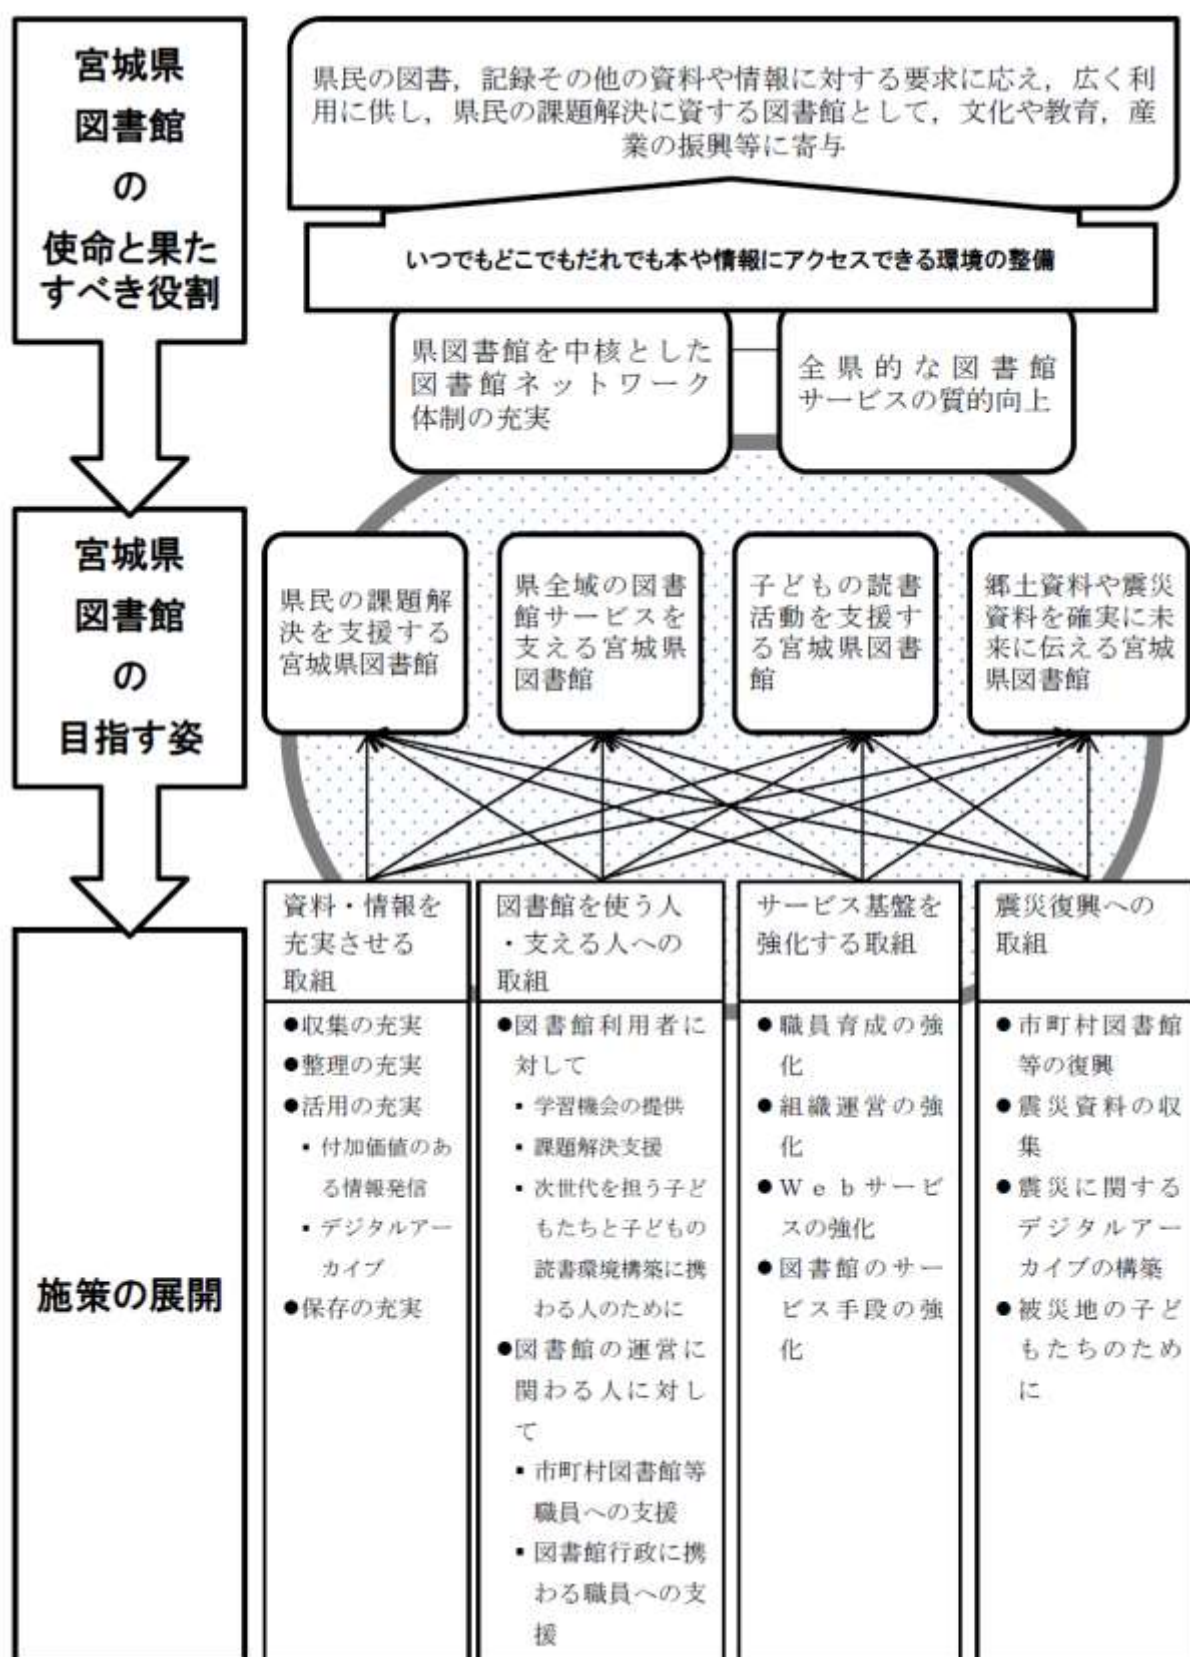 宮城県
図書館
の
使命と果た
すべき役割
県民の図書，記録その他の資料や情報に対する要求に応え，広く利
用に供し，県民の課題解決に資する図書館として，文化や教育，産
業の振興等に寄与
いつでもどこでもだれでも本や情報にアクセスできる環境の整備
県図書館を中核とした
図書館ネットワーク
体制の充実
全県的な図書館
サービスの質的向上
宮城県
図書館
の
目指す姿
県民の課題解
決を支援する
宮城県図書館
県全域の図書
館サービスを
支える宮城県
図書館
子どもの読書
活動を支援す
る宮城県図書
館
郷土資料や震災
資料を確実に未
来に伝える宮城
県図書館
施策の展開
資料・情報を
充実させる
取組
●収集の充実
●整理の充実
●活用の充実
▪付加価値のあ
る情報発信
▪デジタルアー
カイブ
●保存の充実
図書館を使う人
・支える人への
取組
●図書館利用者に
対して
▪学習機会の提供
▪課題解決支援
▪次世代を担う子ど
もたちと子どもの
読書環境構築に携
わる人のために
●図書館の運営に
関わる人に対し
て
▪市町村図書館等
職員への支援
▪図書館行政に携
わる職員への支
援
サービス基盤を
強化する取組
●職員育成の強
化
●組織運営の強
化
●Ｗｅｂサービ
スの強化
●図書館のサー
ビス手段の強
化
震災復興への
取組
●市町村図書館
等の復興
●震災資料の収
集
●震災に関する
デジタルアー
カイブの構築
●被災地の子ど
もたちのため
に